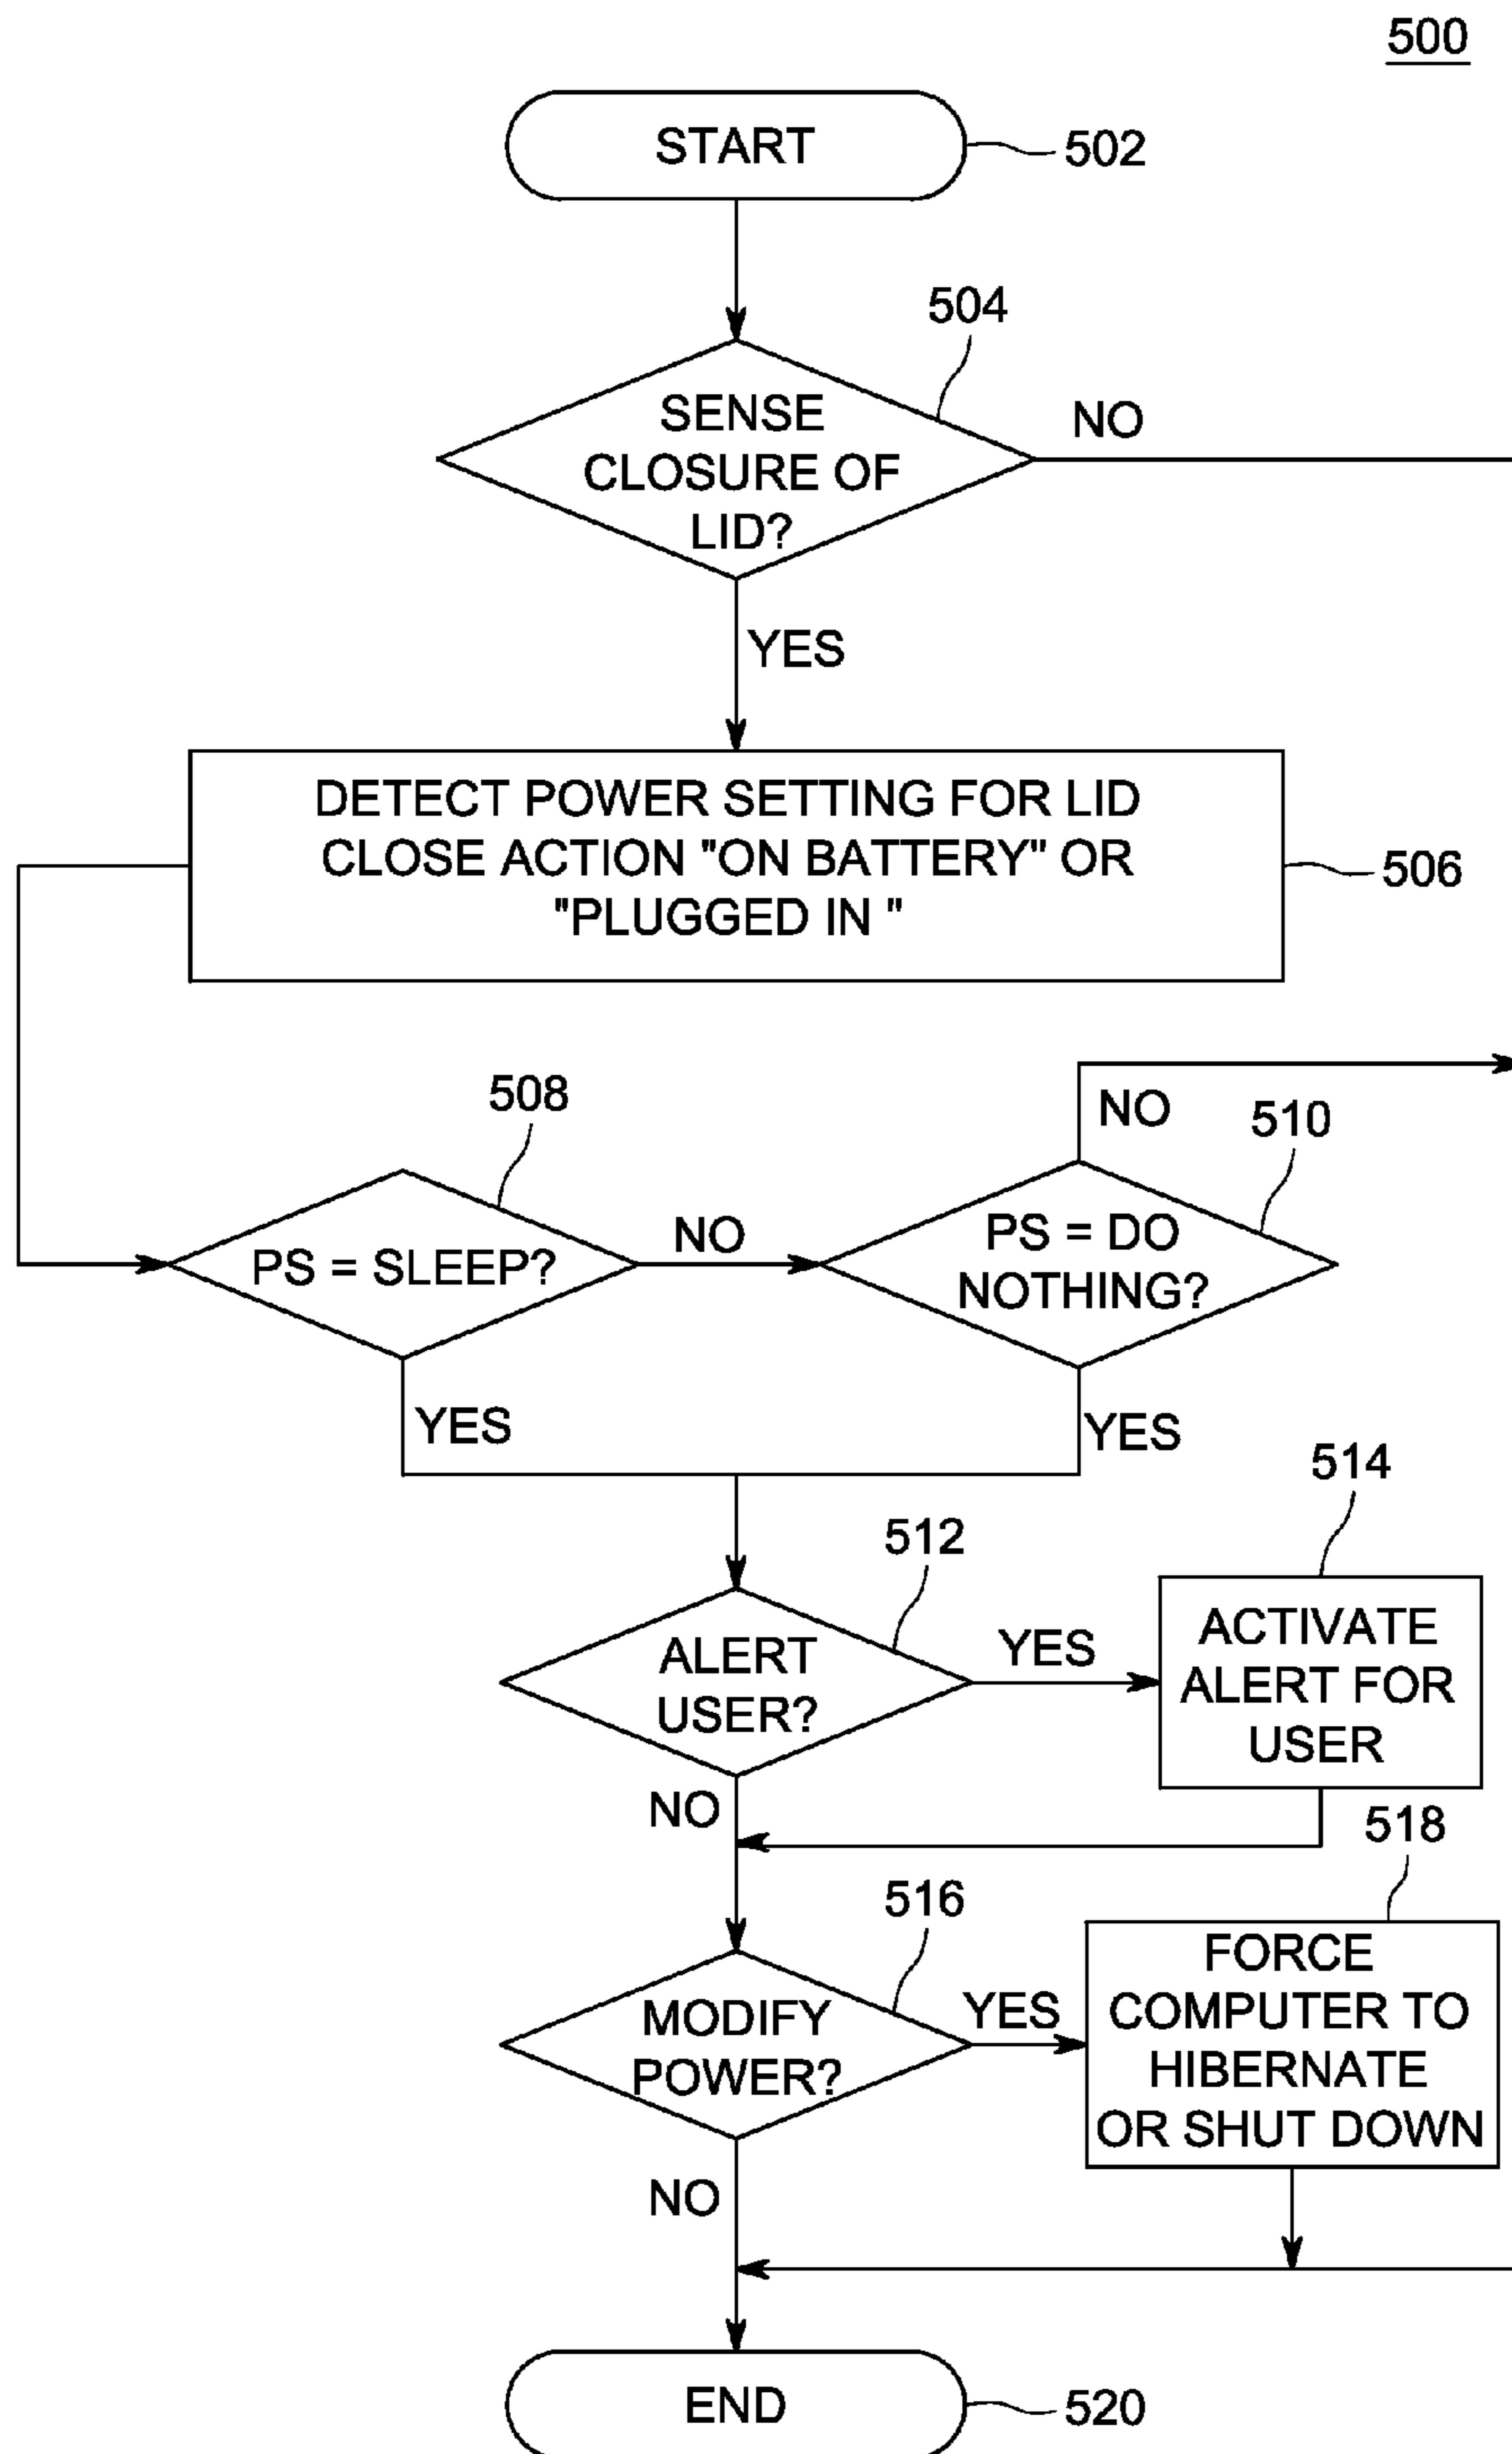 500
START
502
504
SENSE
CLOSURE OF
LID?
NO
YES
DETECT POWER SETTING FOR LID
CLOSE ACTION "ON BATTERY" OR
"PLUGGED IN "
506
508
PS = SLEEP?
NO
510
PS = DO
NOTHING?
NO
YES
YES
512
ALERT
USER?
YES
514
ACTIVATE
ALERT FOR
USER
NO
516
MODIFY
POWER?
YES
518
FORCE
COMPUTER TO
HIBERNATE
OR SHUT DOWN
NO
END
520